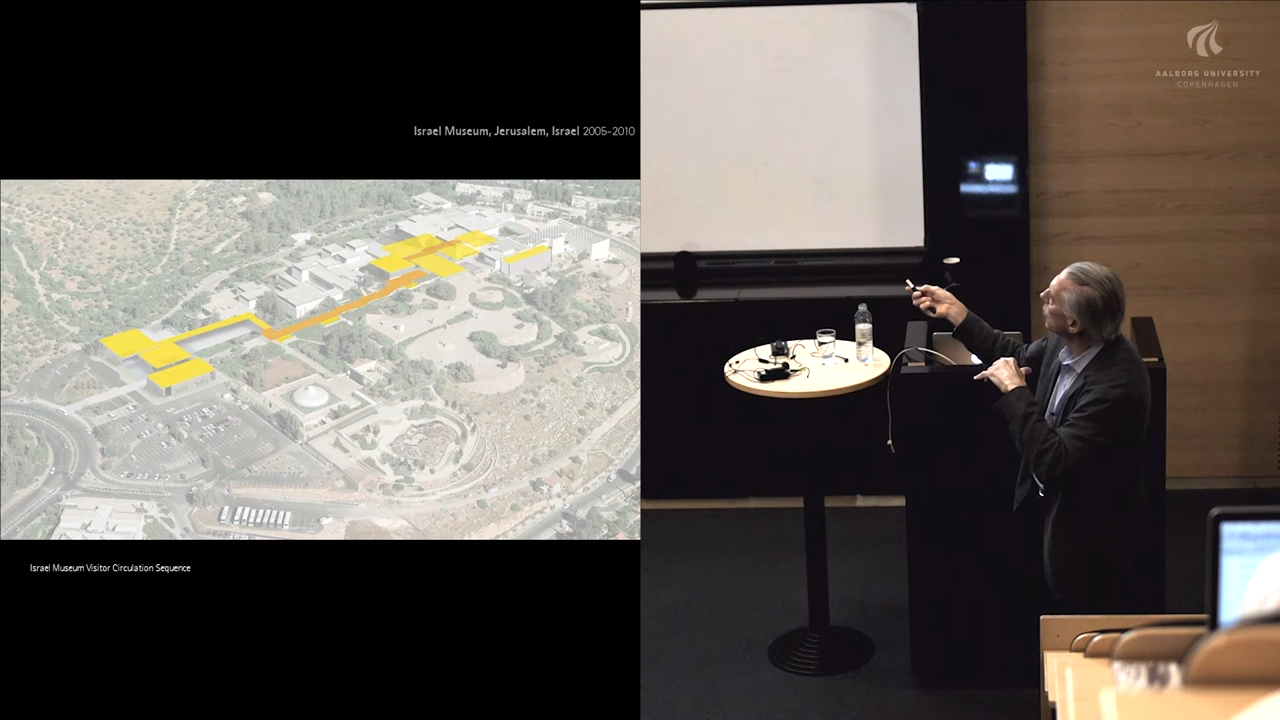 Israel Museum, Jerusalem, Israel 2005-2010
Israel Museum Visitor Circulation Sequence
AALBORG UNIVERSITY
COPENHAGEN